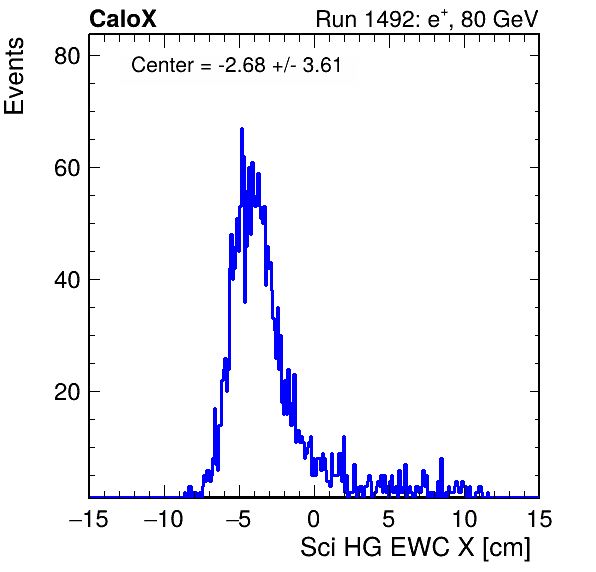 CaloX
Run 1492: e+, 80 GeV
Center = -2.68 +/- 3.61
Events
80
60
40
20
−15 −10 −5 0 5 10 15
Sci HG EWC X [cm]